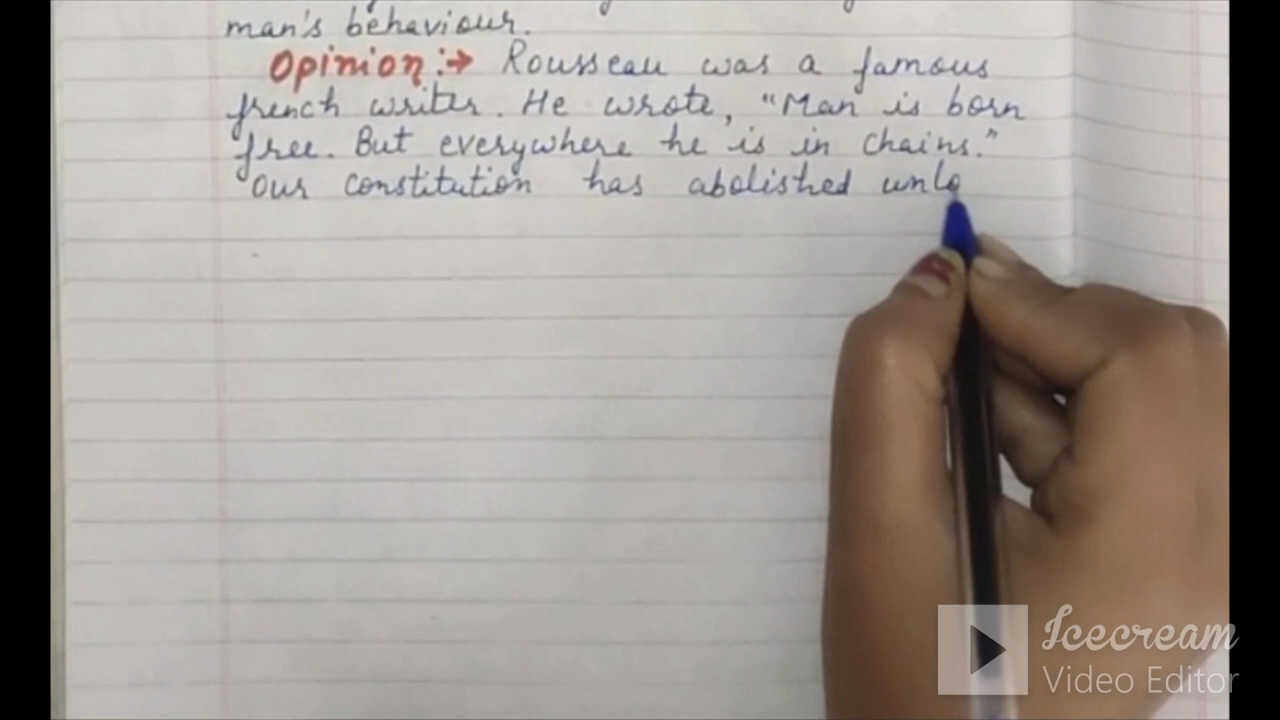 man's behaviour.
Opinion:→ Rousseau was a famous
french writer. He wrote, "Man is born
free. But everywhere he is in chains."
Our constitution has abolished
Icecream
Video Editor